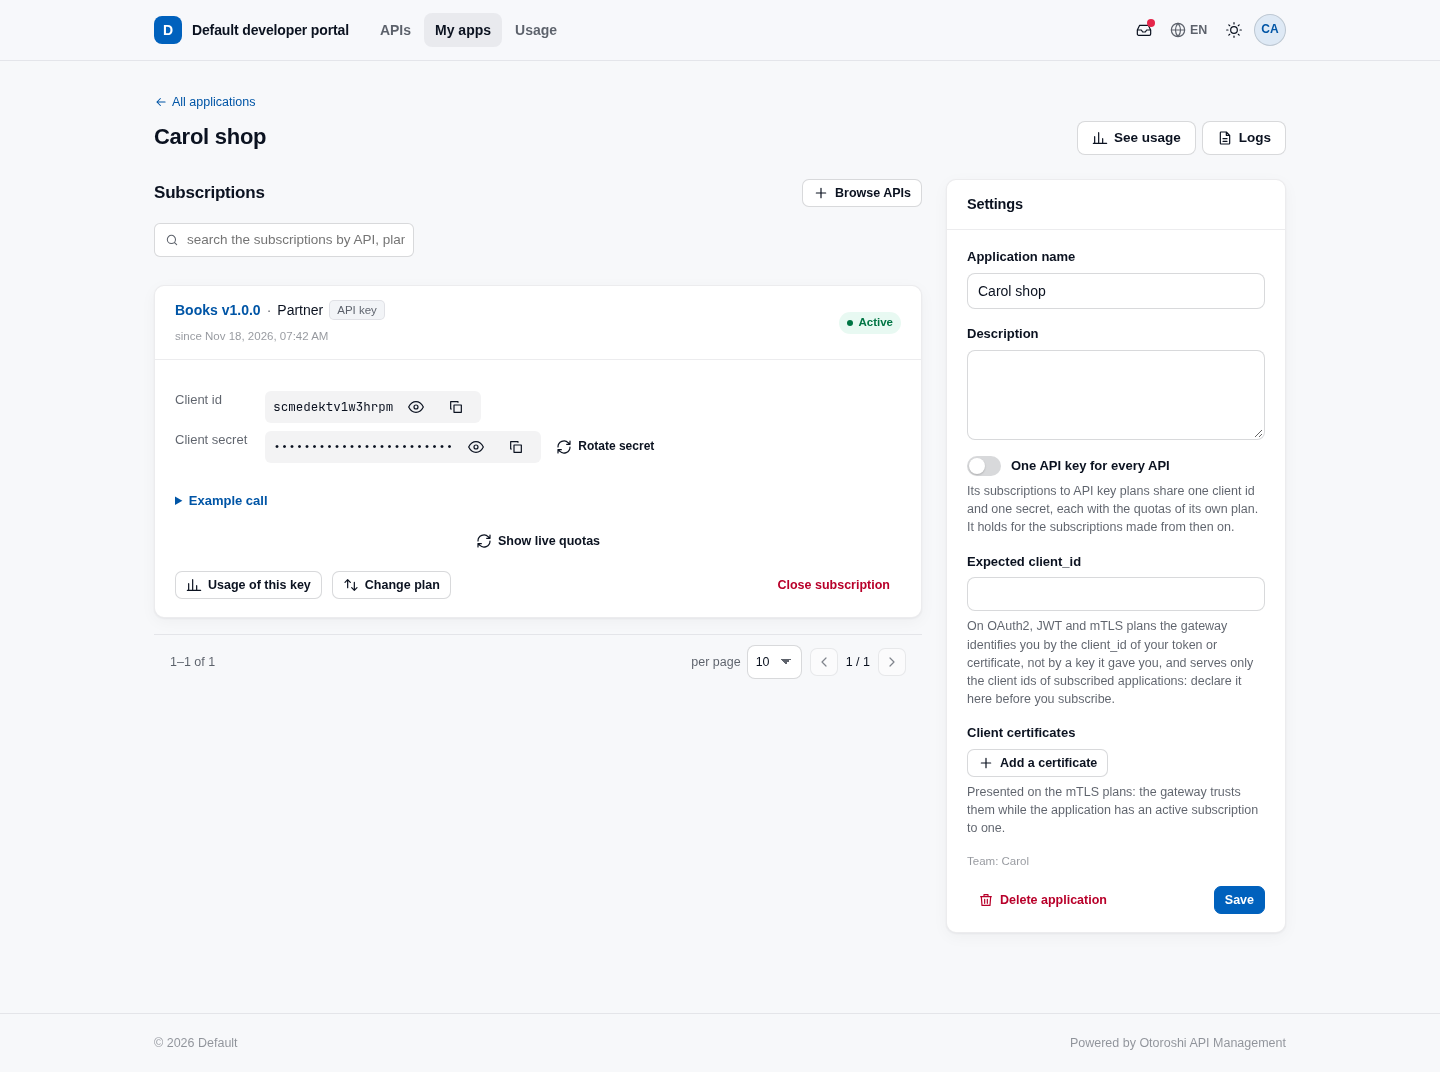 D Default developer portal APIs My apps Usage EN CA
All applications
Carol shop
See usage Logs
Subscriptions
Browse APIs
search the subscriptions by API, plan
Books v1.0.0 · Partner API key
since Nov 18, 2026, 07:42 AM
Active
Client id
scmedektv1w3hrpm
Client secret
••••••••••••••••••••••••
Rotate secret
Example call
Show live quotas
Usage of this key Change plan Close subscription
1–1 of 1 per page 10 1 / 1
Settings
Application name
Carol shop
Description
One API key for every API
Its subscriptions to API key plans share one client id
and one secret, each with the quotas of its own plan.
It holds for the subscriptions made from then on.
Expected client_id
On OAuth2, JWT and mTLS plans the gateway
identifies you by the client_id of your token or
certificate, not by a key it gave you, and serves only
the client ids of subscribed applications: declare it
here before you subscribe.
Client certificates
Add a certificate
Presented on the mTLS plans: the gateway trusts
them while the application has an active subscription
to one.
Team: Carol
Delete application Save
© 2026 Default Powered by Otoroshi API Management